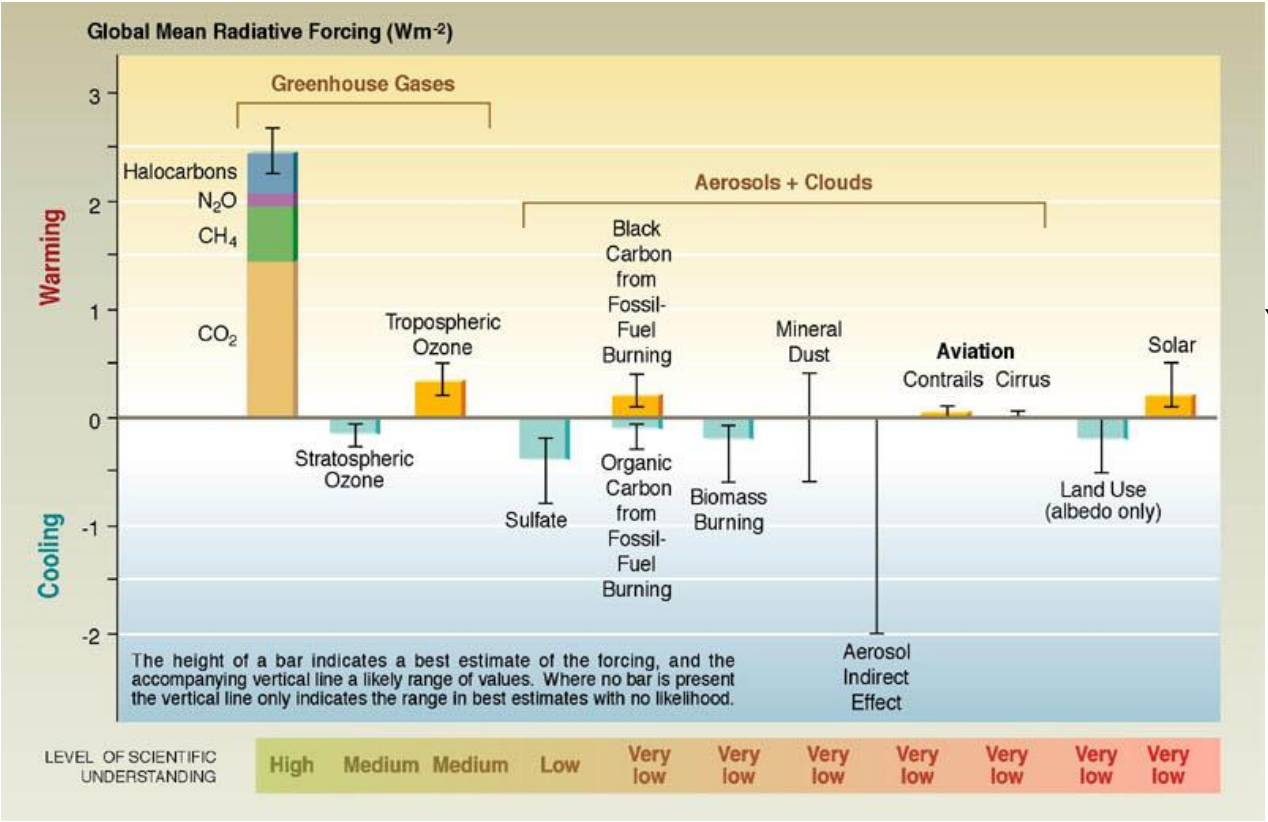 Global Mean Radiative Forcing (Wm-2)
Greenhouse Gases
3
Halocarbons
N2O
2
CH4
Aerosols + Clouds
Black
Carbon
from
Fossil-
Fuel
Burning
Warming
1
CO2
Tropospheric
Ozone
Mineral
Dust
Aviation
Contrails Cirrus
Solar
0
Stratospheric
Ozone
Sulfate
Organic
Carbon
from
Fossil-
Fuel
Burning
Biomass
Burning
Land Use
(albedo only)
Cooling
-1
-2
Aerosol
Indirect
Effect
The height of a bar indicates a best estimate of the forcing, and the
accompanying vertical line a likely range of values. Where no bar is present
the vertical line only indicates the range in best estimates with no likelihood.
LEVEL OF SCIENTIFIC
UNDERSTANDING
High Medium Medium Low Very low Very low Very low Very low Very low Very low Very low